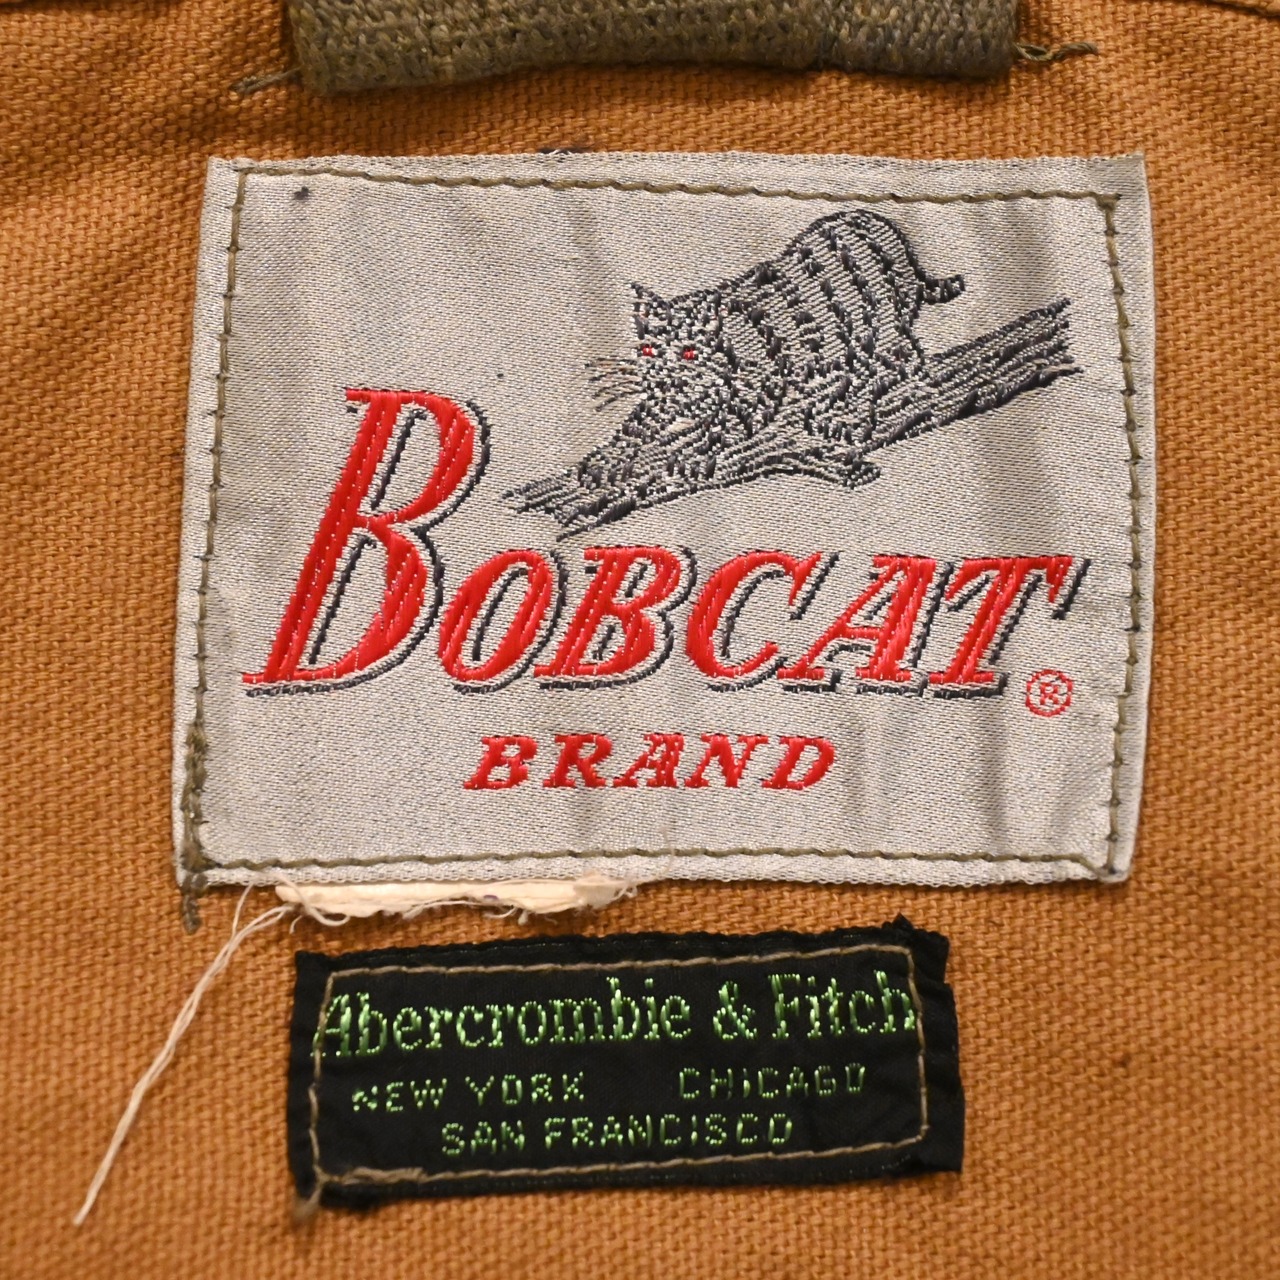 BOBCAT®
BRAND
Abercrombie & Fitch
NEW YORK CHICAGO
SAN FRANCISCO